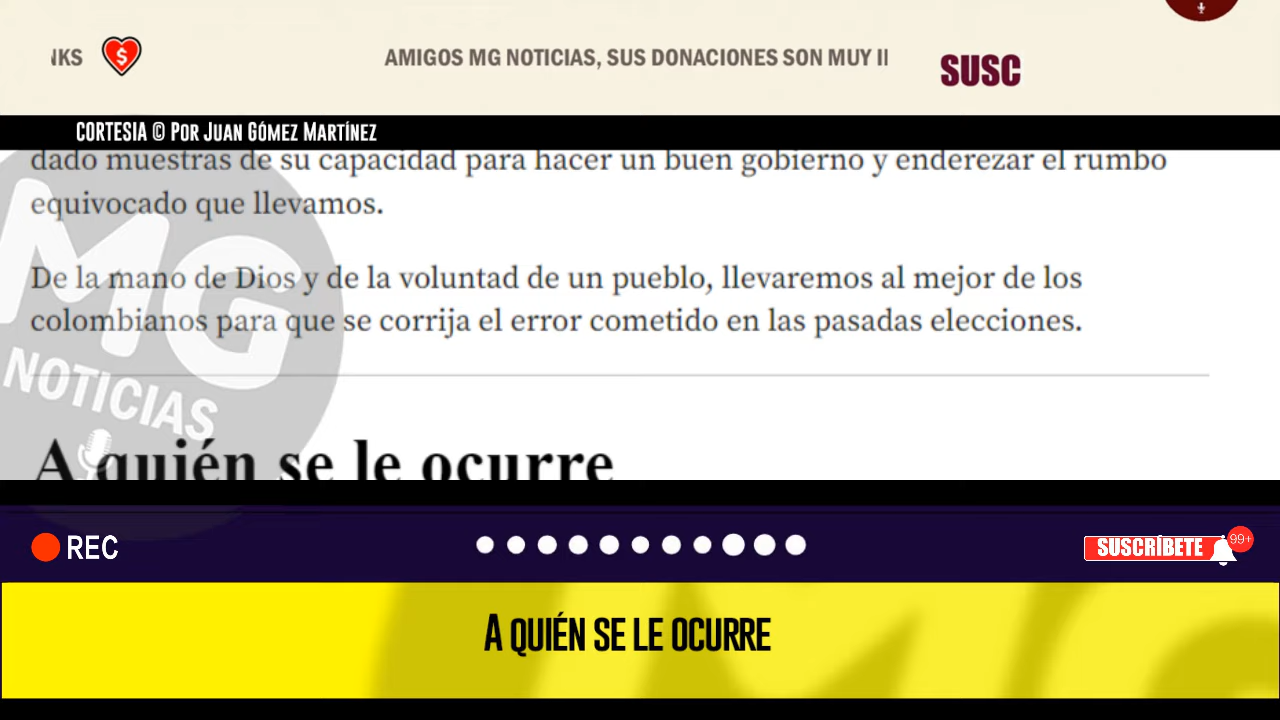 NKS
$
AMIGOS MG NOTICIAS, SUS DONACIONES SON MUY
SUSC
CORTESIA © Por Juan Gómez Martínez
dado muestras de su capacidad para hacer un buen gobierno y enderezar el rumbo
equivocado que llevamos.
De la mano de Dios y de la voluntad de un pueblo, llevaremos al mejor de los
colombianos para que se corrija el error cometido en las pasadas elecciones.
MG
NOTICIAS
A quién se le ocurre
REC
SUSCRÍBETE
99+
A QUIÉN SE LE OCURRE